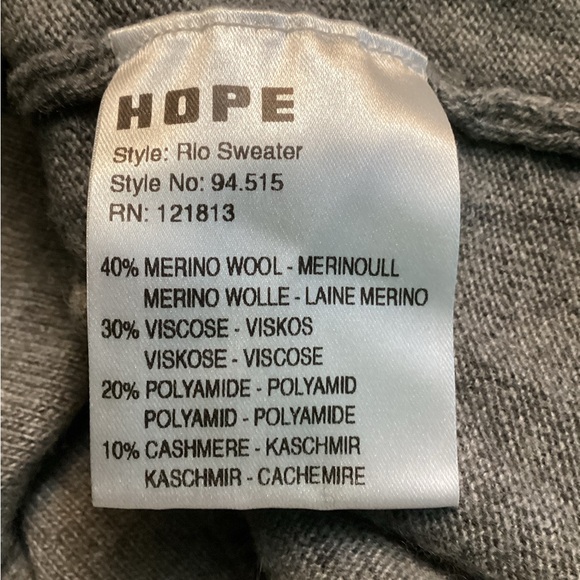 HOPE
Style: Rio Sweater
Style No: 94.515
RN: 121813
40% MERINO WOOL - MERINOULL
MERINO WOLLE - LAINE MERINO
30% VISCOSE - VISKOS
VISKOSE - VISCOSE
20% POLYAMIDE - POLYAMID
POLYAMID - POLYAMIDE
10% CASHMERE - KASCHMIR
KASCHMIR - CACHEMIRE